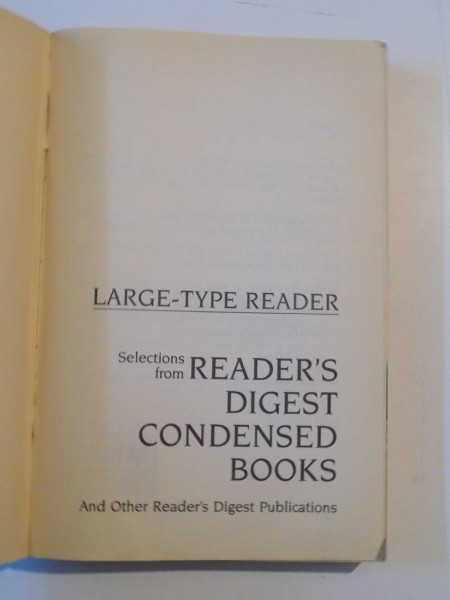 LARGE-TYPE READER
Selections
from READER'S
DIGEST
CONDENSED
BOOKS
And Other Reader's Digest Publications